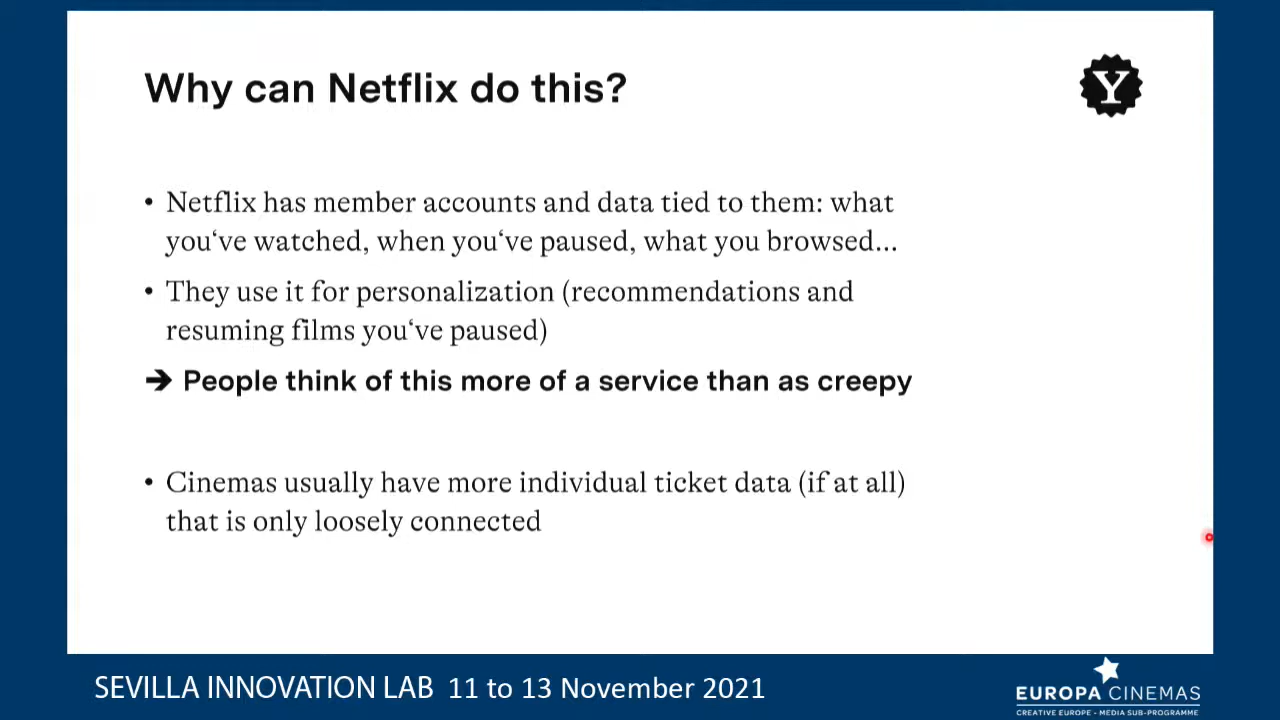 Why can Netflix do this?
Y
• Netflix has member accounts and data tied to them: what
you‘ve watched, when you‘ve paused, what you browsed...
• They use it for personalization (recommendations and
resuming films you‘ve paused)
➔ People think of this more of a service than as creepy
• Cinemas usually have more individual ticket data (if at all)
that is only loosely connected
SEVILLA INNOVATION LAB 11 to 13 November 2021
EUROPA CINEMAS
CREATIVE EUROPE - MEDIA SUB-PROGRAMME